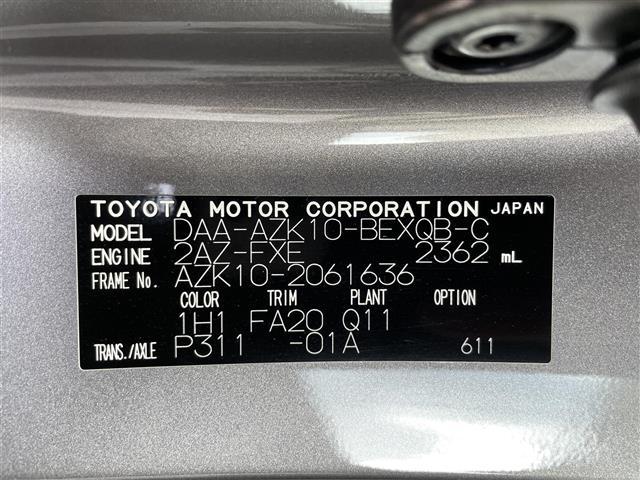 TOYOTA MOTOR CORPORATION JAPAN
MODEL DAA-AZK10-BEXQB-C
ENGINE 2AZ-FXE 2362 mL
FRAME No. AZK10-2061636
COLOR TRIM PLANT OPTION
1H1 FA20 Q11
TRANS./AXLE P311 -01A 611